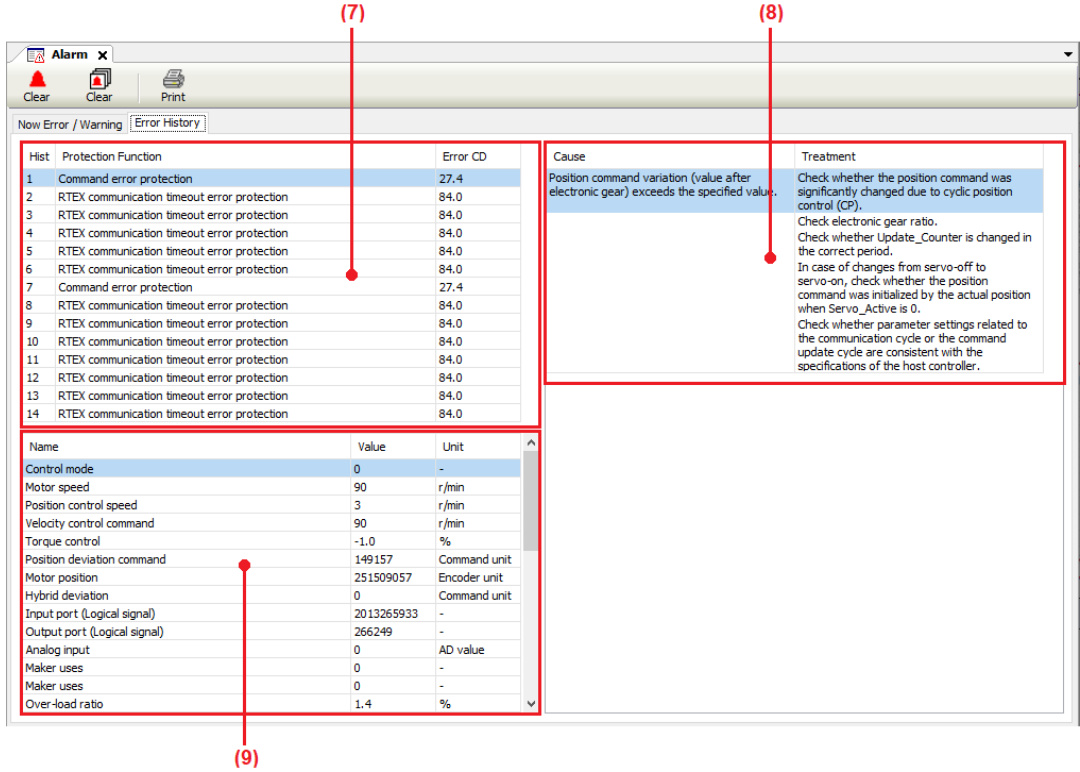 (7) (8)
Alarm x
Clear Clear Print
Now Error / Warning Error History
Hist Protection Function Error CD
1 Command error protection 27.4
2 RTEX communication timeout error protection 84.0
3 RTEX communication timeout error protection 84.0
4 RTEX communication timeout error protection 84.0
5 RTEX communication timeout error protection 84.0
6 RTEX communication timeout error protection 84.0
7 Command error protection 27.4
8 RTEX communication timeout error protection 84.0
9 RTEX communication timeout error protection 84.0
10 RTEX communication timeout error protection 84.0
11 RTEX communication timeout error protection 84.0
12 RTEX communication timeout error protection 84.0
13 RTEX communication timeout error protection 84.0
14 RTEX communication timeout error protection 84.0
Cause Treatment
Position command variation (value after
electronic gear) exceeds the specified value.
Check whether the position command was
significantly changed due to cyclic position
control (CP).
Check electronic gear ratio.
Check whether Update_Counter is changed in
the correct period.
In case of changes from servo-off to
servo-on, check whether the position
command was initialized by the actual position
when Servo_Active is 0.
Check whether parameter settings related to
the communication cycle or the command
update cycle are consistent with the
specifications of the host controller.
Name Value Unit
Control mode 0 -
Motor speed 90 r/min
Position control speed 3 r/min
Velocity control command 90 r/min
Torque control -1.0 %
Position deviation command 149157 Command unit
Motor position 251509057 Encoder unit
Hybrid deviation 0 Command unit
Input port (Logical signal) 2013265933 -
Output port (Logical signal) 266249 -
Analog input 0 AD value
Maker uses 0 -
Maker uses 0 -
Over-load ratio 1.4 %
(9)